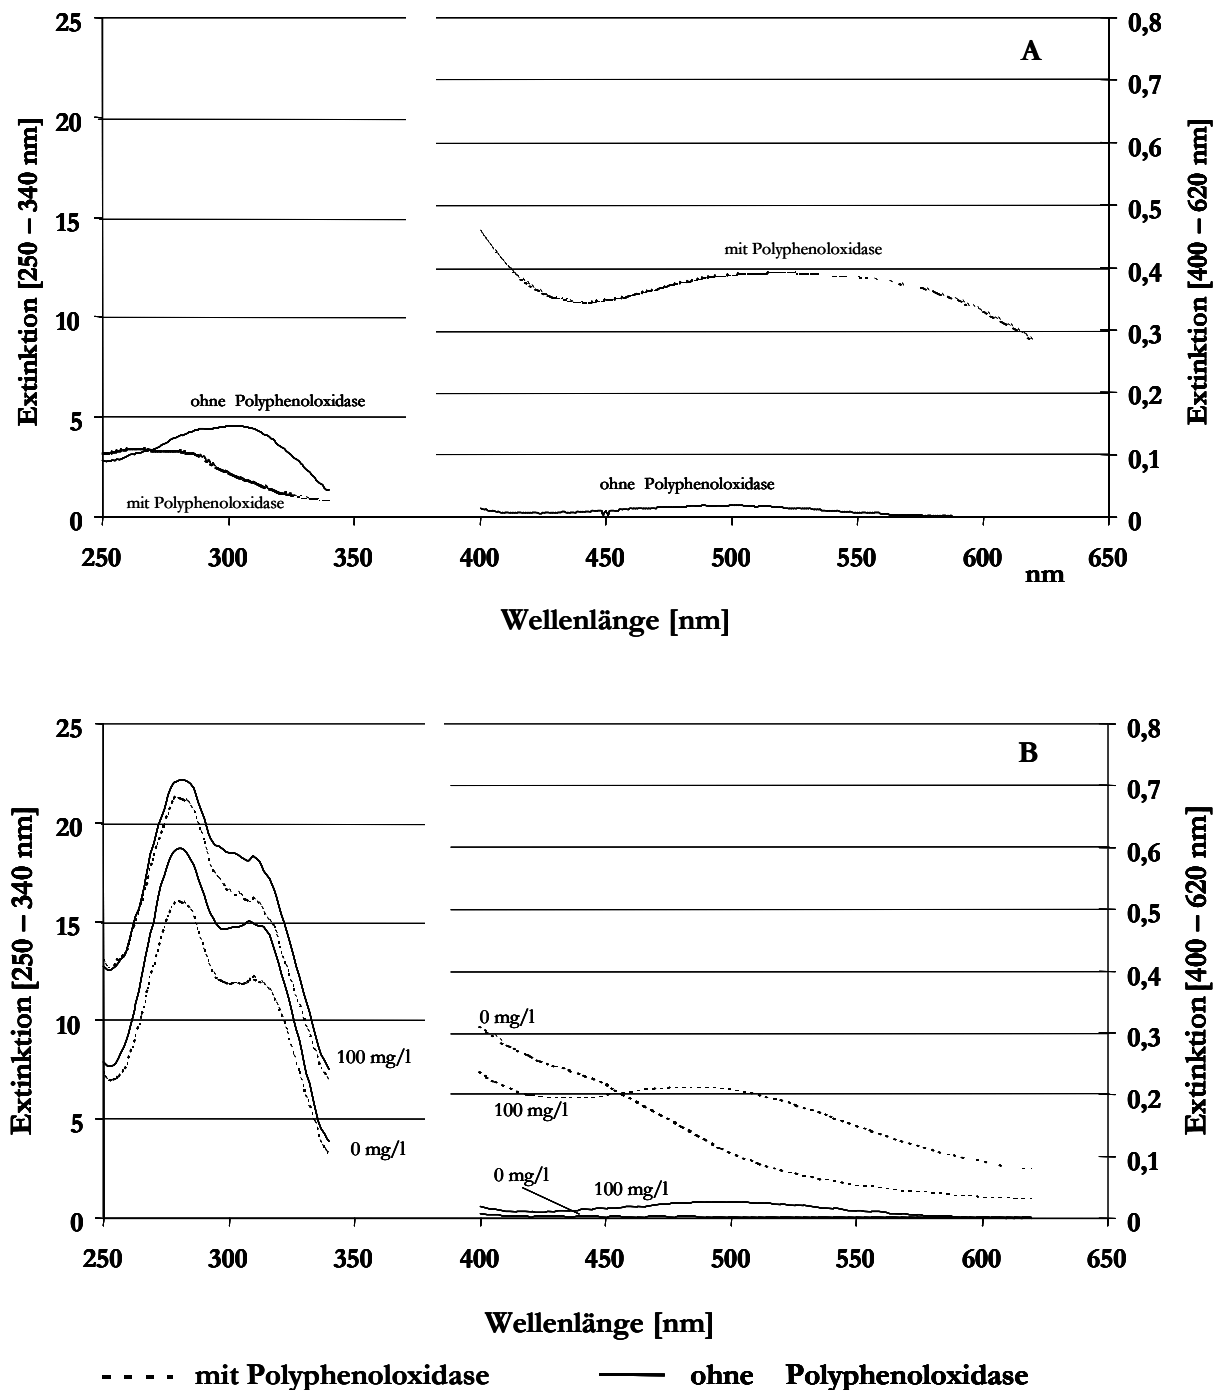 A
Extinktion [250 – 340 nm]
25
20
15
10
5
0
ohne Polyphenoloxidase
mit Polyphenoloxidase
mit Polyphenoloxidase
ohne Polyphenoloxidase
0,8
0,7
0,6
0,5
0,4
0,3
0,2
0,1
0
Extinktion [400 – 620 nm]
250 300 350 400 450 500 550 600 650
nm
Wellenlänge [nm]
B
Extinktion [250 – 340 nm]
25
20
15
10
5
0
100 mg/l
0 mg/l
0 mg/l
100 mg/l
0 mg/l
100 mg/l
0,8
0,7
0,6
0,5
0,4
0,3
0,2
0,1
0
Extinktion [400 – 620 nm]
250 300 350 400 450 500 550 600 650
Wellenlänge [nm]
mit Polyphenoloxidase ohne Polyphenoloxidase